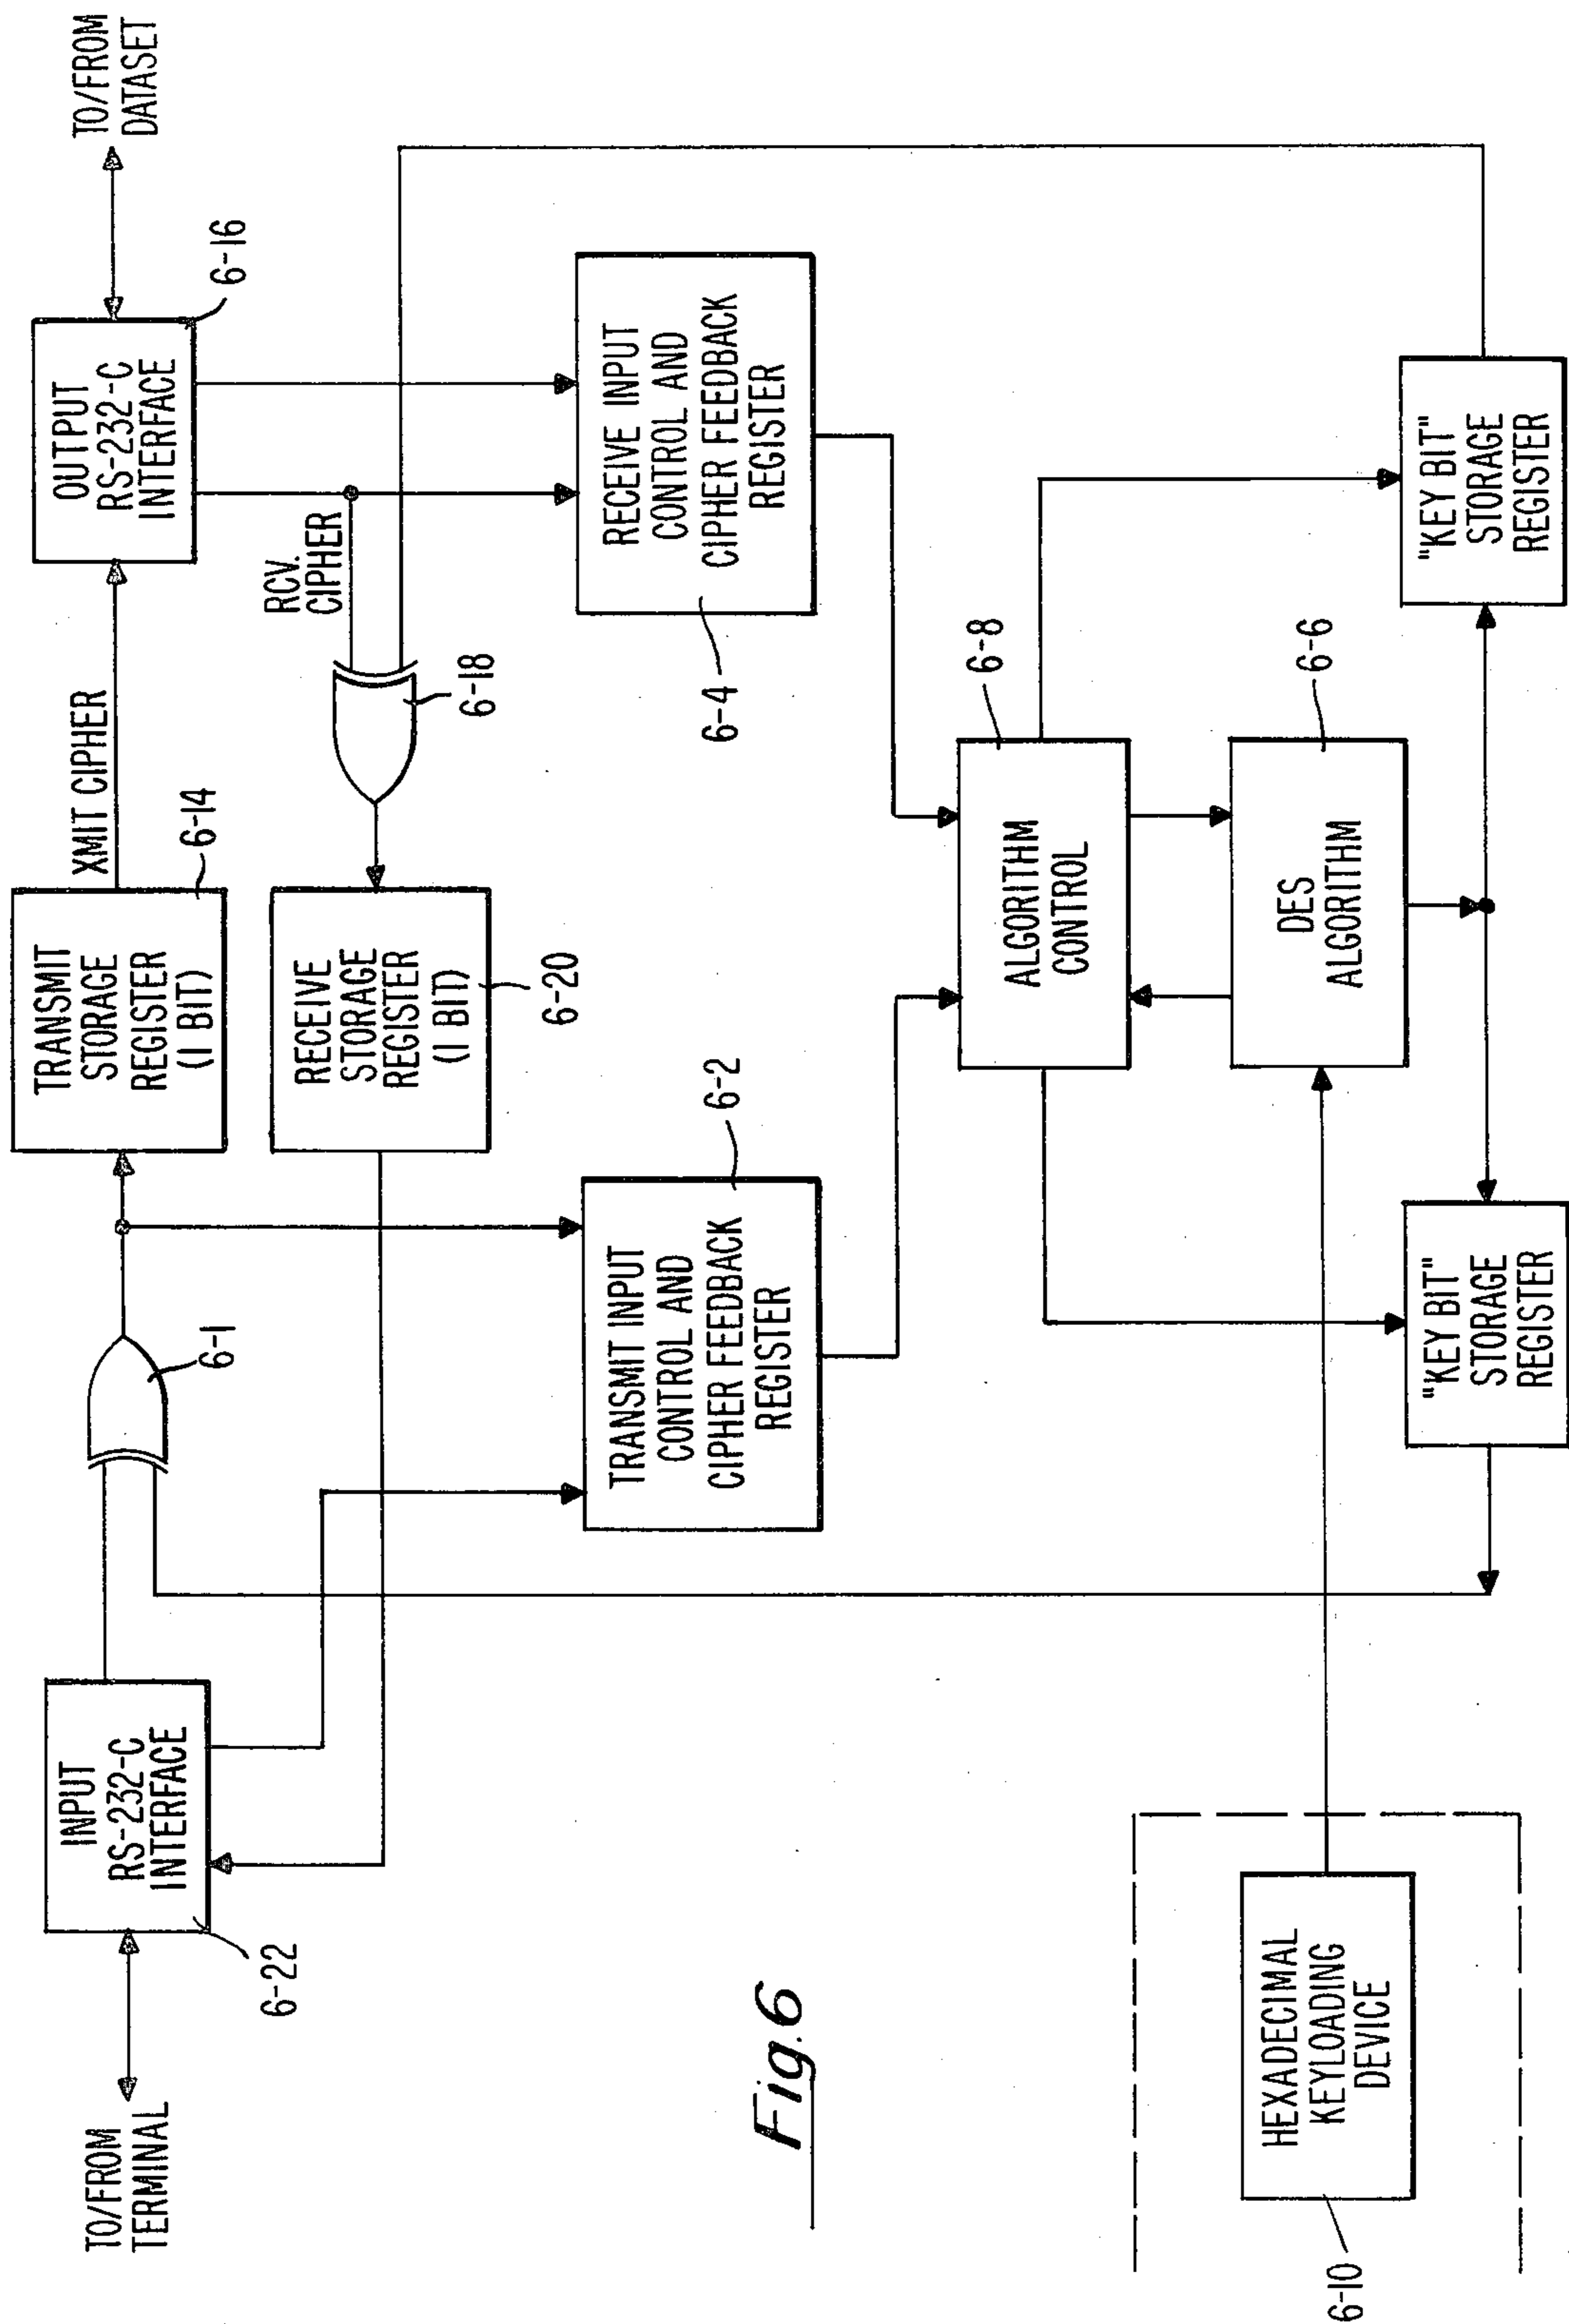 TO/FROM
TERMINAL
INPUT
RS-232-C
INTERFACE
6-22
6-1
TRANSMIT
STORAGE
REGISTER
(1 BIT)
6-14
XMIT CIPHER
OUTPUT
RS-232-C
INTERFACE
6-16
TO/FROM
DATASET
RECEIVE
STORAGE
REGISTER
(1 BIT)
6-20
6-18
RCV.
CIPHER
TRANSMIT INPUT
CONTROL AND
CIPHER FEEDBACK
REGISTER
6-2
RECEIVE INPUT
CONTROL AND
CIPHER FEEDBACK
REGISTER
6-4
ALGORITHM
CONTROL
6-8
DES
ALGORITHM
6-6
HEXADECIMAL
KEYLOADING
DEVICE
6-10
"KEY BIT"
STORAGE
REGISTER
"KEY BIT"
STORAGE
REGISTER
Fig. 6